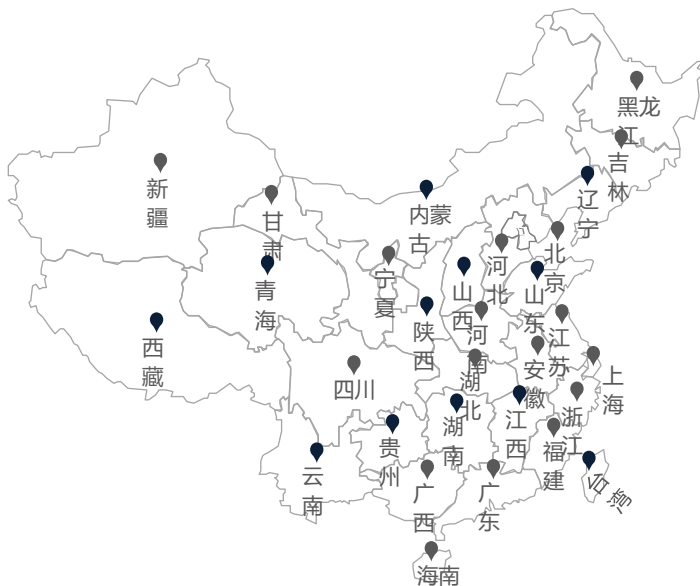 黑龙
江
吉
林
辽
宁
新
疆
甘
肃
内蒙
古
北
京
河
北
宁
夏
山
西
山
东
青
海
西
藏
陕
西
河
南
江
苏
安
徽
上
海
四川
湖
北
浙
江
湖
南
江
西
贵
州
福
建
云
南
广
西
广
东
台
湾
海南